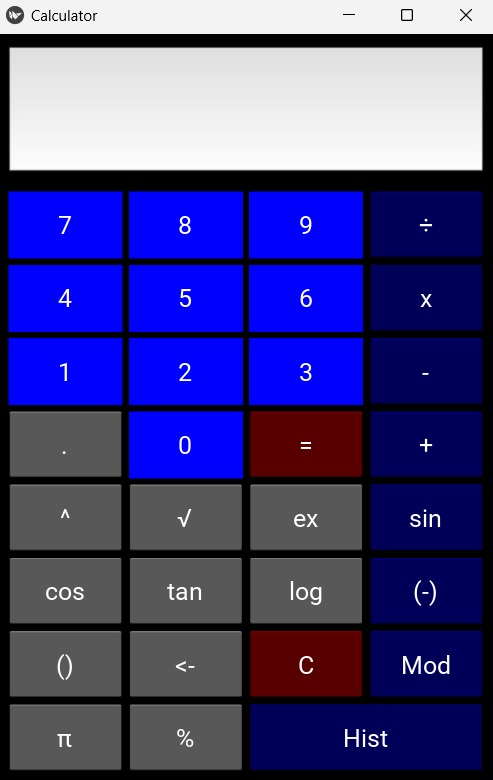 Calculator
7 8 9 ÷
4 5 6 x
1 2 3 -
. 0 = +
^ √ ex sin
cos tan log (-)
() <- C Mod
π % Hist